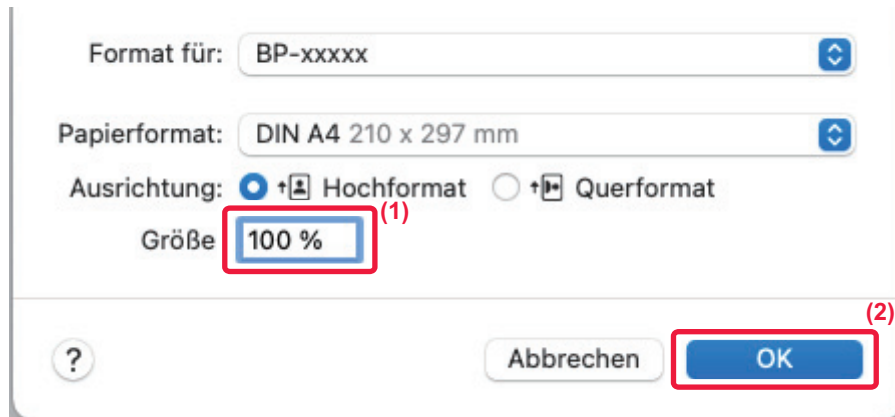 Format für: BP-xxxxx
Papierformat: DIN A4 210 x 297 mm
Ausrichtung: Hochformat Querformat
(1)
Größe 100 %
(2)
? Abbrechen OK